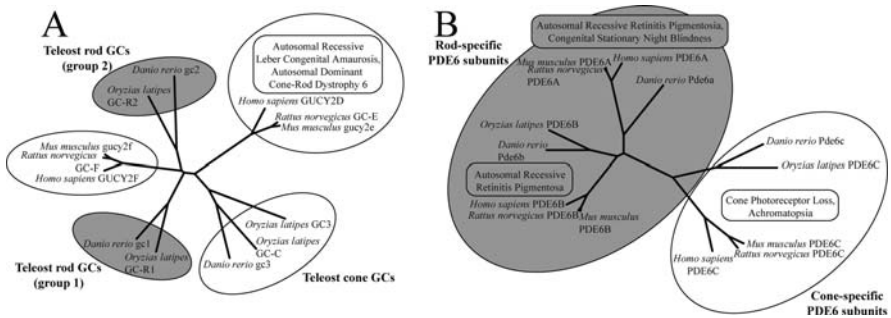 A
Teleost rod GCs
(group 2)
Danio rerio gc2
Oryzias latipes
GC-R2
Autosomal Recessive
Leber Congenital Amaurosis,
Autosomal Dominant
Cone-Rod Dystrophy 6
Homo sapiens GUCY2D
Rattus norvegicus GC-E
Mus musculus gucy2e
Mus musculus gucy2f
Rattus norvegicus
GC-F
Homo sapiens GUCY2F
Danio rerio gc1
Oryzias latipes
GC-R1
Teleost rod GCs
(group 1)
Oryzias latipes GC3
Oryzias latipes
GC-C
Danio rerio gc3
Teleost cone GCs
B
Autosomal Recessive Retinitis Pigmentosa,
Congenital Stationary Night Blindness
Rod-specific
PDE6 subunits
Homo sapiens PDE6A
Mus musculus PDE6A
Rattus norvegicus
PDE6A
Danio rerio Pde6a
Oryzias latipes PDE6B
Danio rerio
Pde6b
Autosomal Recessive
Retinitis Pigmentosa
Homo sapiens PDE6B
Rattus norvegicus PDE6B
Mus musculus
PDE6B
Danio rerio Pde6c
Oryzias latipes PDE6C
Cone Photoreceptor Loss,
Achromatopsia
Mus musculus PDE6C
Rattus norvegicus PDE6C
Homo sapiens
PDE6C
Cone-specific
PDE6 subunits